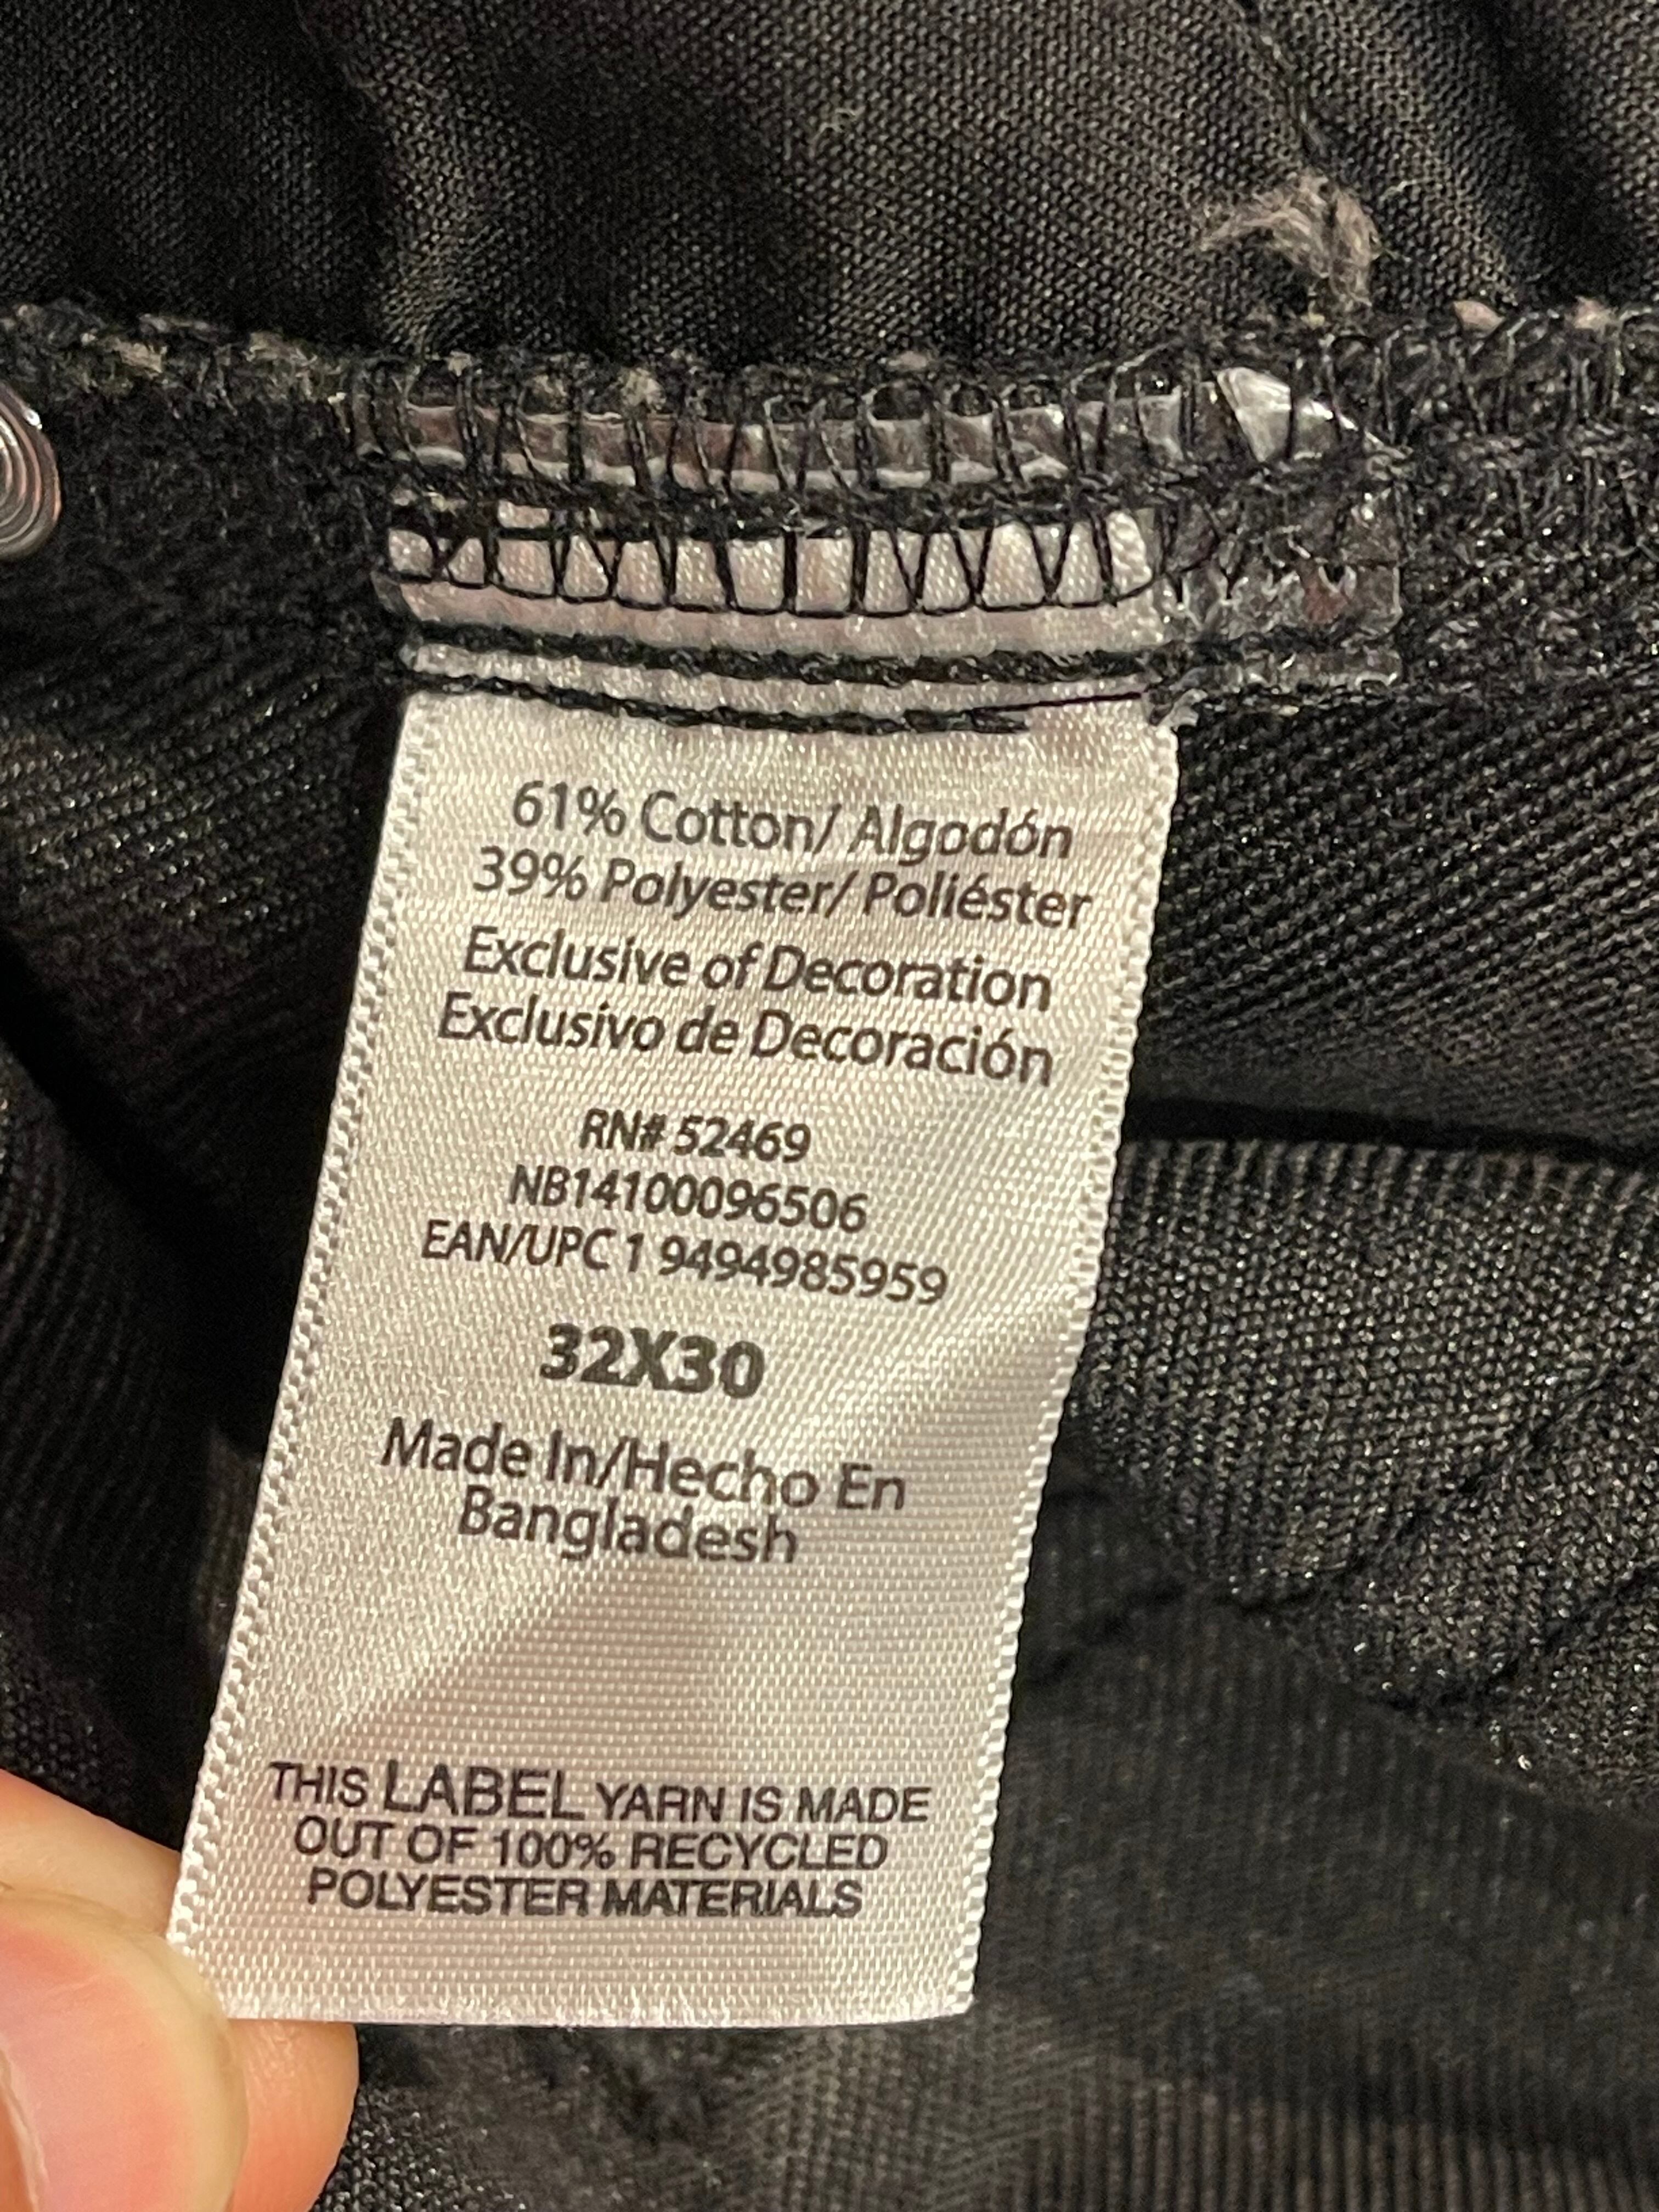 61% Cotton/ Algodón
39% Polyester/ Poliéster
Exclusive of Decoration
Exclusivo de Decoración
RN# 52469
NB14100096506
EAN/UPC 1 9494985959
32X30
Made In/Hecho En
Bangladesh
THIS LABEL YARN IS MADE
OUT OF 100% RECYCLED
POLYESTER MATERIALS